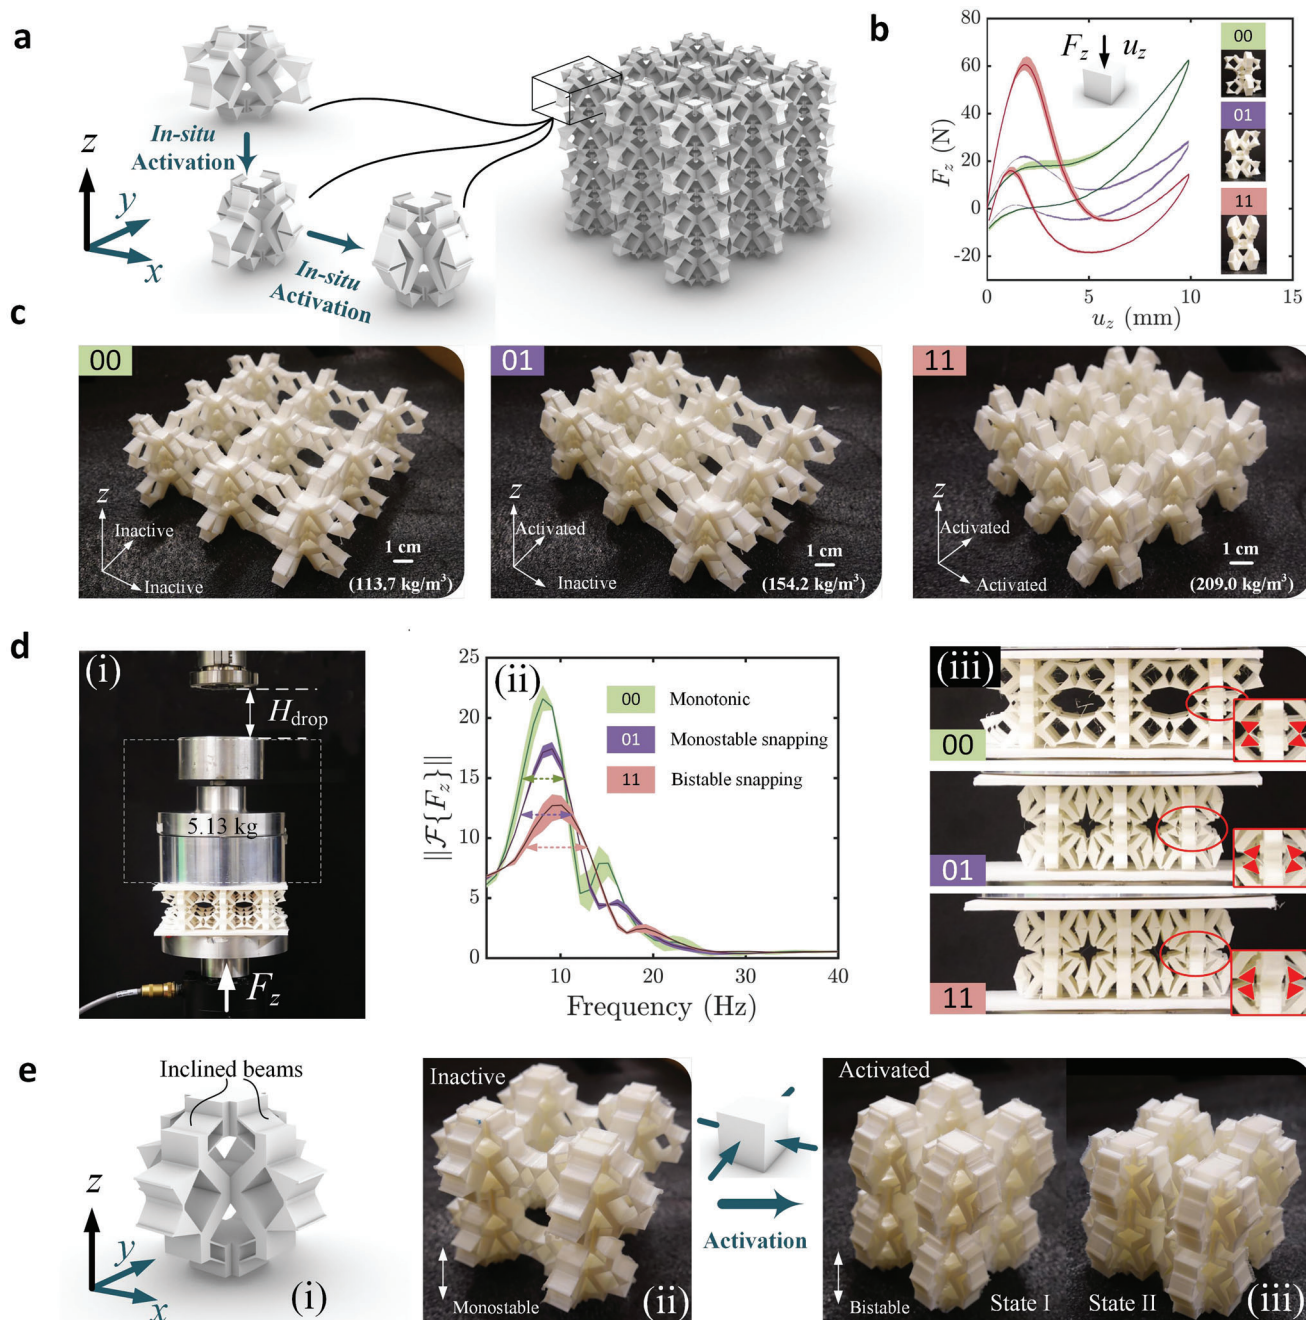 a
In-situ
Activation
z
y
x
In-situ
Activation
b
F_z (N)
80
60
40
20
0
-20
0
5
10
15
u_z (mm)
F_z
u_z
00
01
11
c
00
z
Inactive
Inactive
1 cm
(113.7 kg/m³)
01
z
Activated
Inactive
1 cm
(154.2 kg/m³)
11
z
Activated
Activated
1 cm
(209.0 kg/m³)
d
(i)
H_drop
5.13 kg
F_z
(ii)
||ℱ{F_z}||
25
20
15
10
5
0
10
20
30
40
Frequency (Hz)
00 Monotonic
01 Monostable snapping
11 Bistable snapping
(iii)
00
01
11
e
Inclined beams
z
y
x
(i)
Inactive
Monostable
(ii)
Activation
Activated
Bistable
State I
State II
(iii)